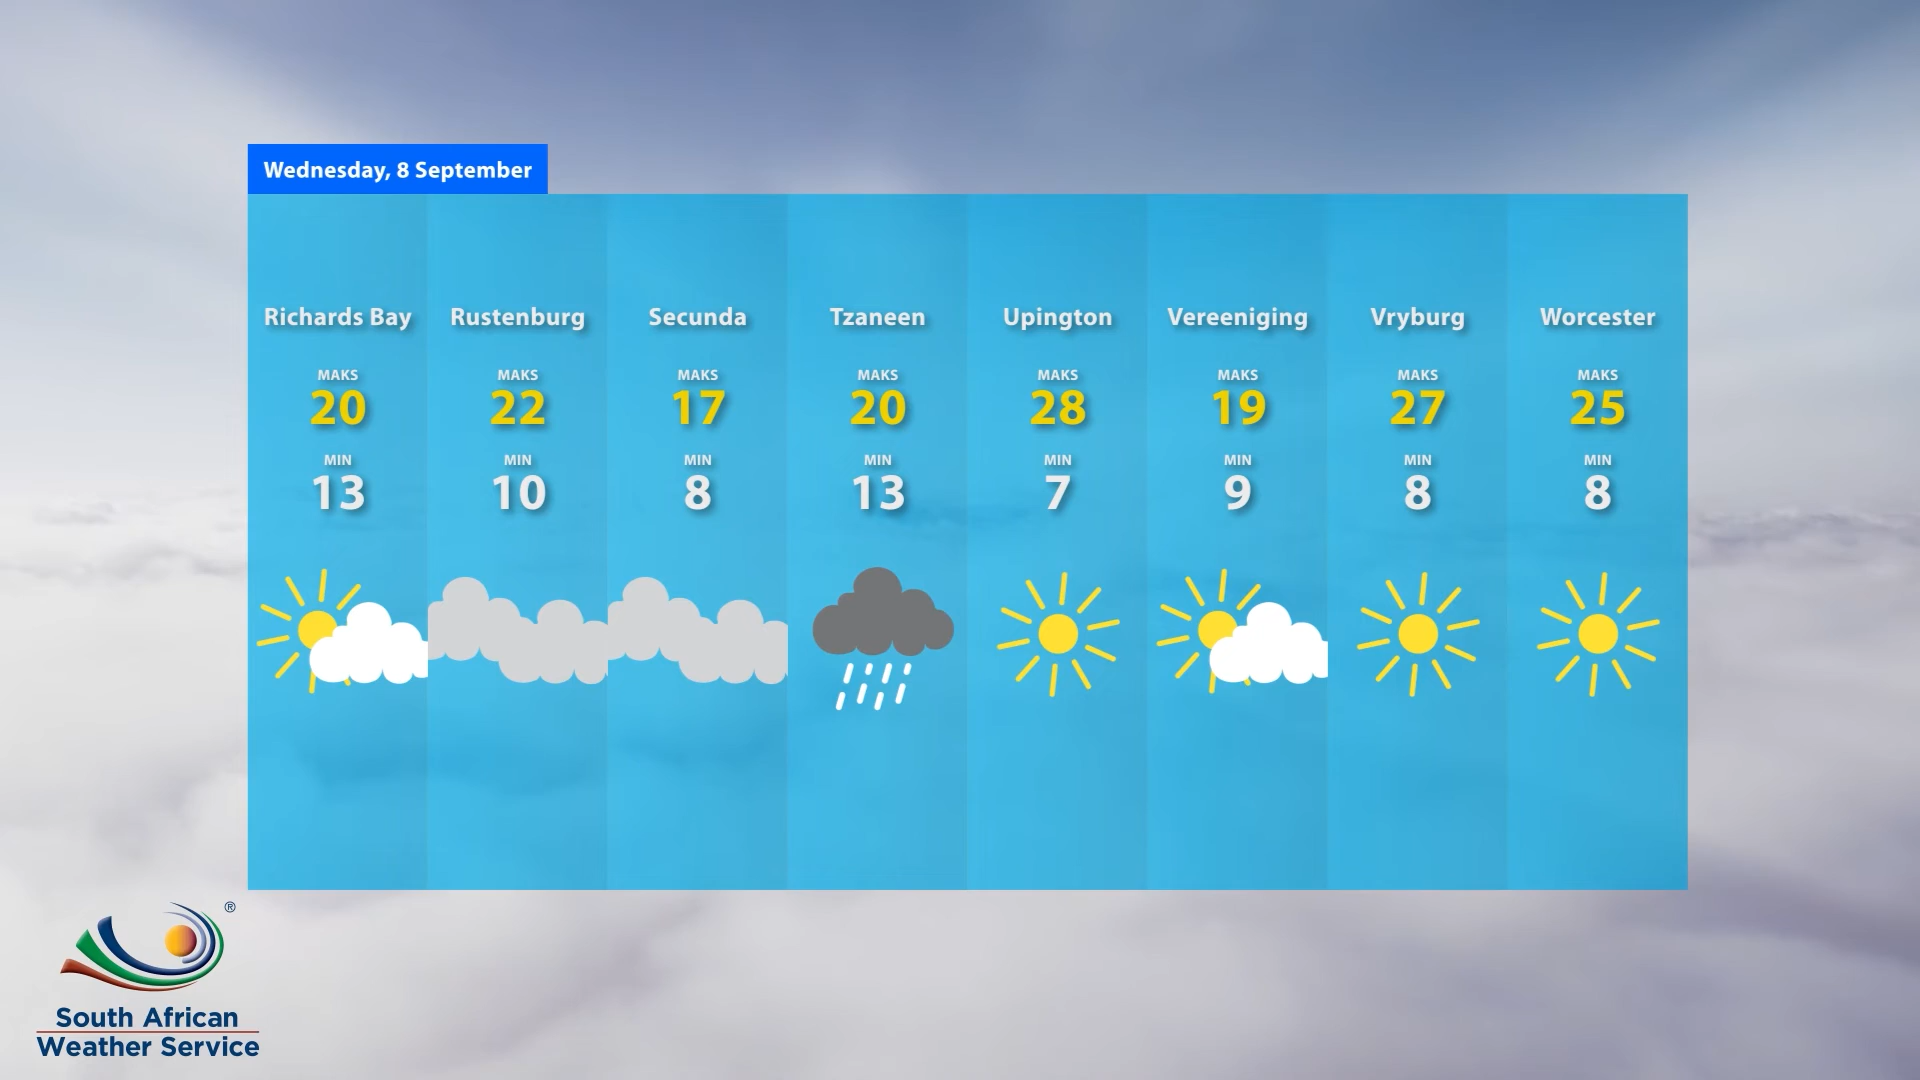 Wednesday, 8 September
Richards Bay Rustenburg Secunda Tzaneen Upington Vereeniging Vryburg Worcester
MAKS MAKS MAKS MAKS MAKS MAKS MAKS MAKS
20 22 17 20 28 19 27 25
MIN MIN MIN MIN MIN MIN MIN MIN
13 10 8 13 7 9 8 8
®
South African
Weather Service